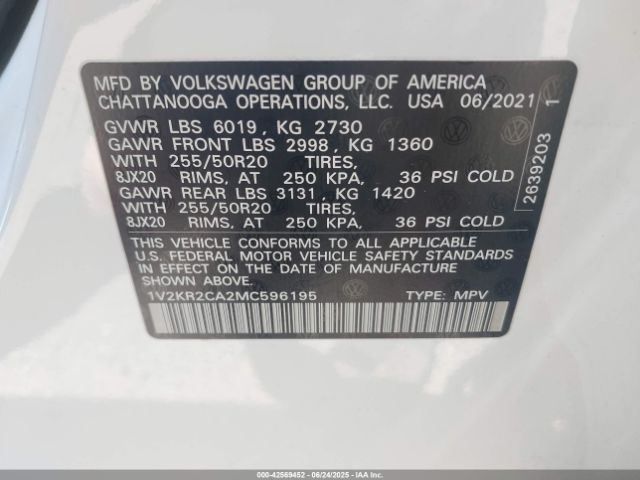 MFD BY VOLKSWAGEN GROUP OF AMERICA
CHATTANOOGA OPERATIONS, LLC. USA 06/2021
GVWR LBS 6019, KG 2730
GAWR FRONT LBS 2998, KG 1360
WITH 255/50R20 TIRES,
8JX20 RIMS, AT 250 KPA, 36 PSI COLD
GAWR REAR LBS 3131, KG 1420
WITH 255/50R20 TIRES,
8JX20 RIMS, AT 250 KPA, 36 PSI COLD
THIS VEHICLE CONFORMS TO ALL APPLICABLE
U.S. FEDERAL MOTOR VEHICLE SAFETY STANDARDS
IN EFFECT ON THE DATE OF MANUFACTURE
SHOWN ABOVE.
1V2KR2CA2MC596195 TYPE: MPV
2639203 1
000-42569452 - 06/24/2025 - IAAI.COM